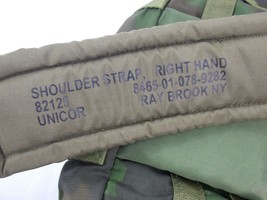 SHOULDER STRAP, RIGHT HAND
82125 8465-01-078-9282
UNICOR RAY BROOK NY